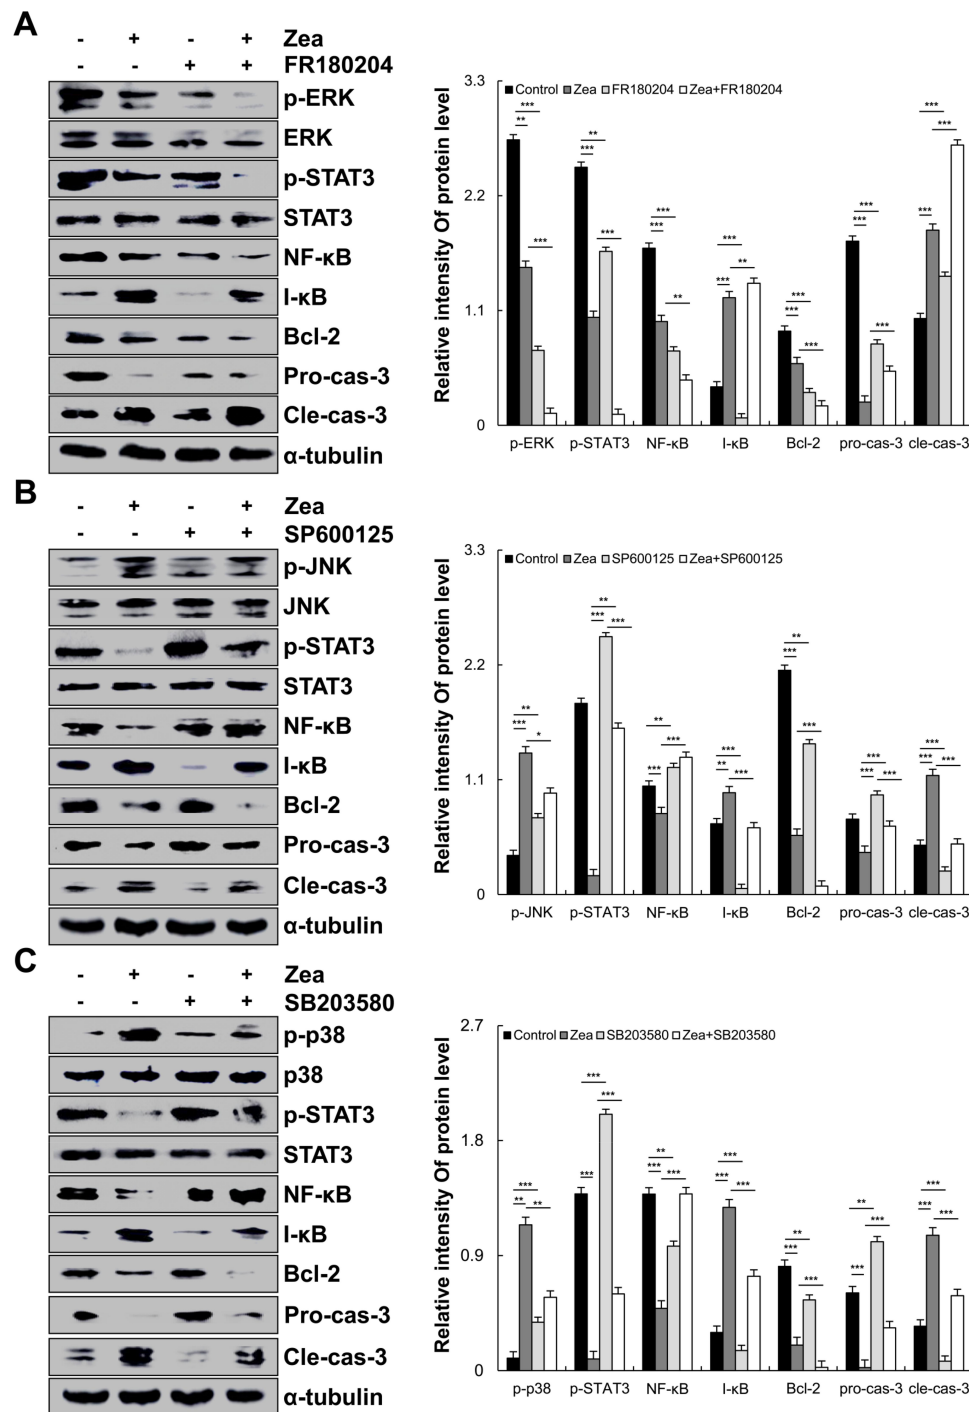 A
- + - + Zea
- - + + FR180204
p-ERK
ERK
p-STAT3
STAT3
NF-κB
I-κB
Bcl-2
Pro-cas-3
Cle-cas-3
α-tubulin
Relative intensity Of protein level
3.3
2.2
1.1
0
Control Zea FR180204 Zea+FR180204
*** ** ***
** *** ***
*** *** **
*** *** **
*** *** ***
*** *** ***
*** *** ***
p-ERK p-STAT3 NF-κB I-κB Bcl-2 pro-cas-3 cle-cas-3
B
- + - + Zea
- - + + SP600125
p-JNK
JNK
p-STAT3
STAT3
NF-κB
I-κB
Bcl-2
Pro-cas-3
Cle-cas-3
α-tubulin
Relative intensity Of protein level
3.3
2.2
1.1
0
Control Zea SP600125 Zea+SP600125
** *** *
** *** ***
** *** ***
*** ** ***
** *** ***
*** *** ***
*** *** ***
p-JNK p-STAT3 NF-κB I-κB Bcl-2 pro-cas-3 cle-cas-3
C
- + - + Zea
- - + + SB203580
p-p38
p38
p-STAT3
STAT3
NF-κB
I-κB
Bcl-2
Pro-cas-3
Cle-cas-3
α-tubulin
Relative intensity Of protein level
2.7
1.8
0.9
0
Control Zea SB203580 Zea+SB203580
*** ** **
*** *** ***
** *** ***
*** *** ***
** *** ***
** *** ***
*** *** ***
p-p38 p-STAT3 NF-κB I-κB Bcl-2 pro-cas-3 cle-cas-3